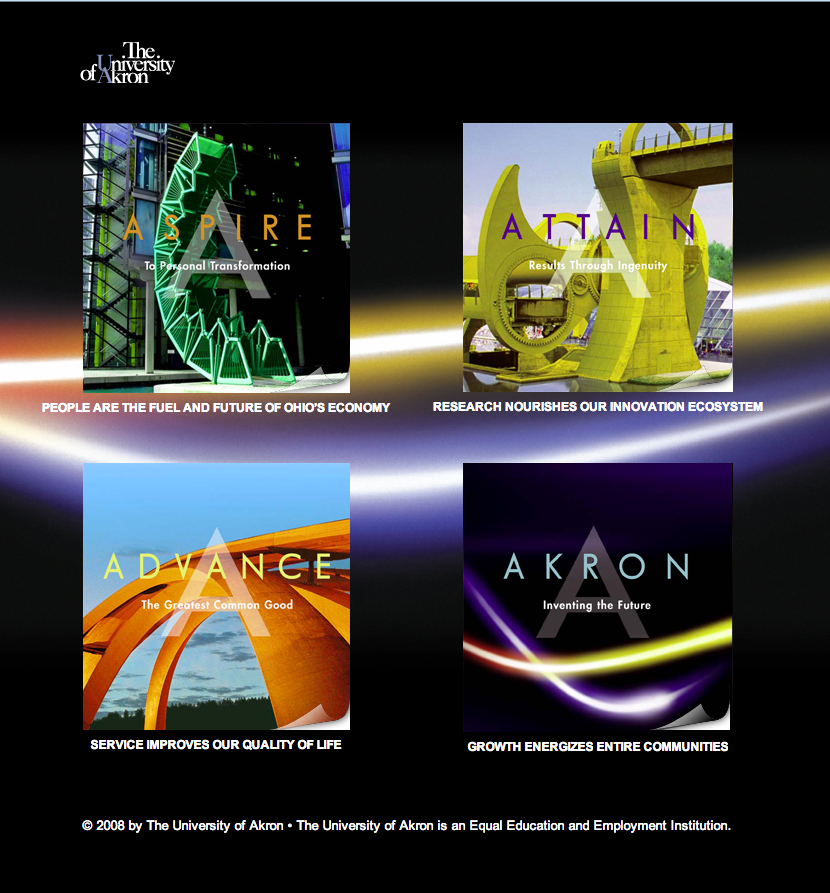 The
University
of Akron
ASPIRE
To Personal Transformation
PEOPLE ARE THE FUEL AND FUTURE OF OHIO'S ECONOMY
ATTAIN
Results Through Ingenuity
RESEARCH NOURISHES OUR INNOVATION ECOSYSTEM
ADVANCE
The Greatest Common Good
SERVICE IMPROVES OUR QUALITY OF LIFE
AKRON
Inventing the Future
GROWTH ENERGIZES ENTIRE COMMUNITIES
© 2008 by The University of Akron • The University of Akron is an Equal Education and Employment Institution.